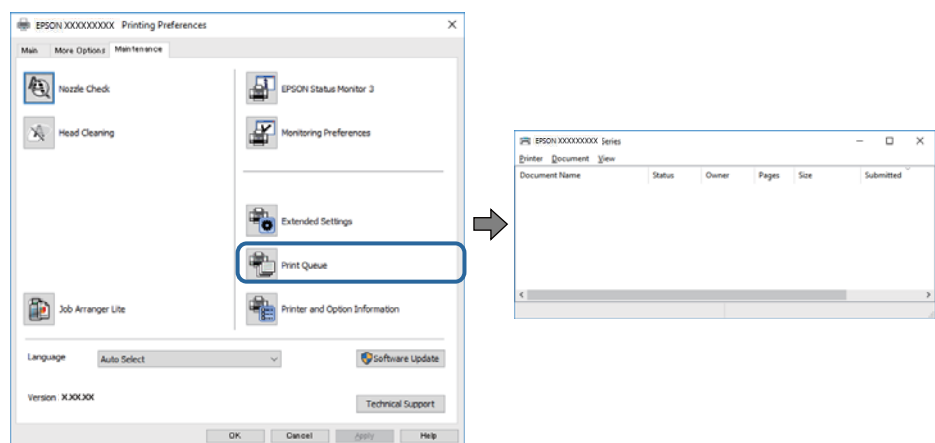 EPSON XXXXXXXXX Printing Preferences
Main More Options Maintenance
Nozzle Check
EPSON Status Monitor 3
Head Cleaning
Monitoring Preferences
Extended Settings
Print Queue
Job Arranger Lite
Printer and Option Information
Language Auto Select
Software Update
Version X.XX.XX
Technical Support
OK Cancel Apply Help
EPSON XXXXXXXXX Series
Printer Document View
Document Name Status Owner Pages Size Submitted